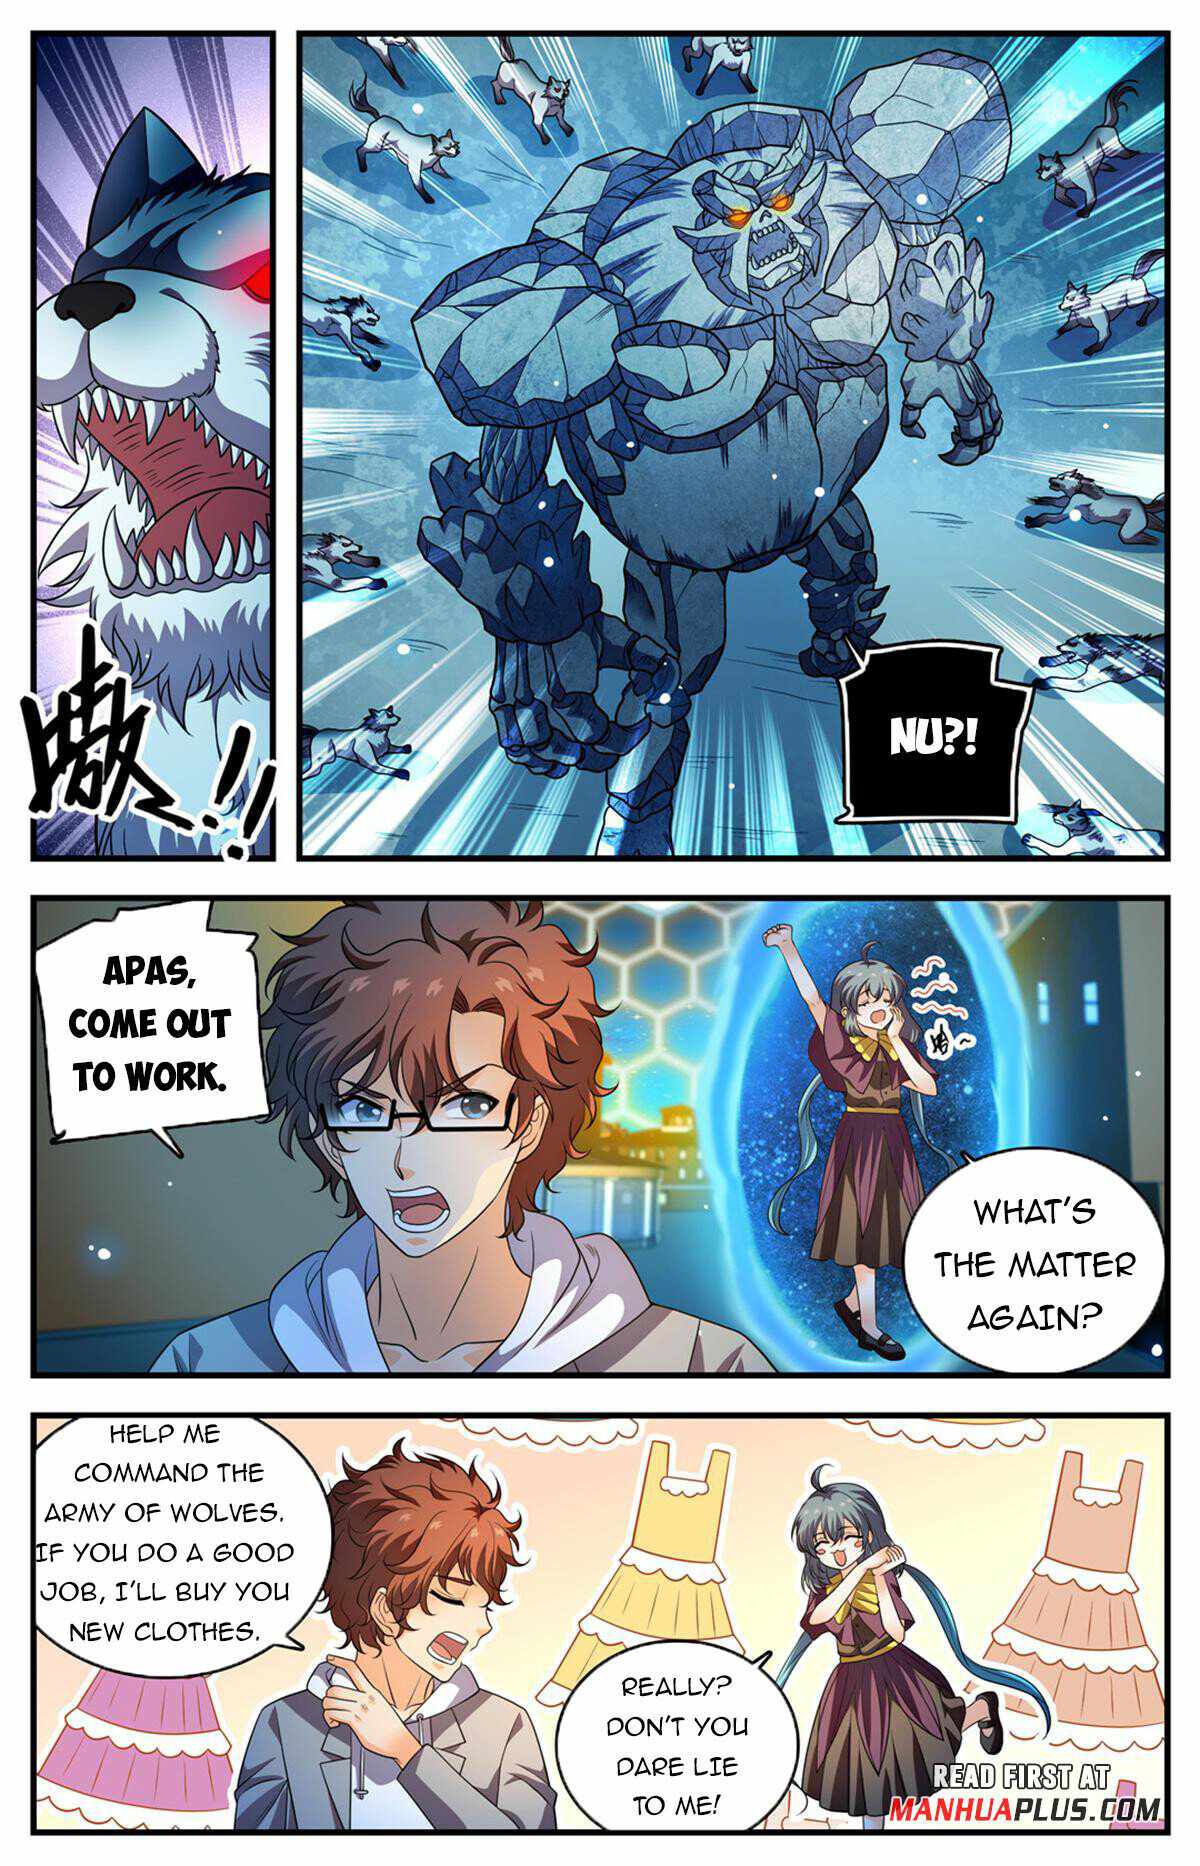 嗷..!!
NU?!
APAS,
COME OUT
TO WORK.
哈~
WHAT'S
THE MATTER
AGAIN?
HELP ME
COMMAND THE
ARMY OF WOLVES.
IF YOU DO A GOOD
JOB, I'LL BUY YOU
NEW CLOTHES.
REALLY?
DON'T YOU
DARE LIE
TO ME!
READ FIRST AT
MANHUAPLUS.COM